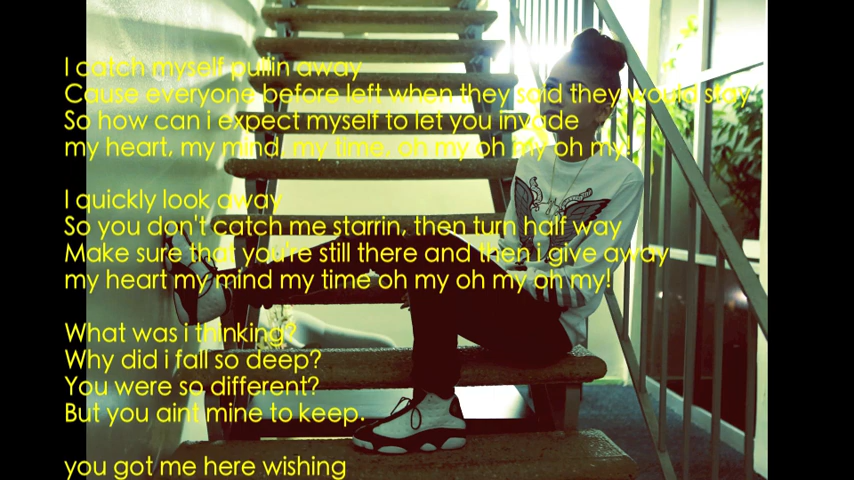 I catch myself pullin away
Cause everyone before left when they said they would stay
So how can i expect myself to let you invade
my heart, my mind, my time, oh my oh my oh my!
I quickly look away
So you don't catch me starrin, then turn half way
Make sure that you're still there and then i give away
my heart my mind my time oh my oh my oh my!
What was i thinking?
Why did i fall so deep?
You were so different?
But you aint mine to keep.
you got me here wishing